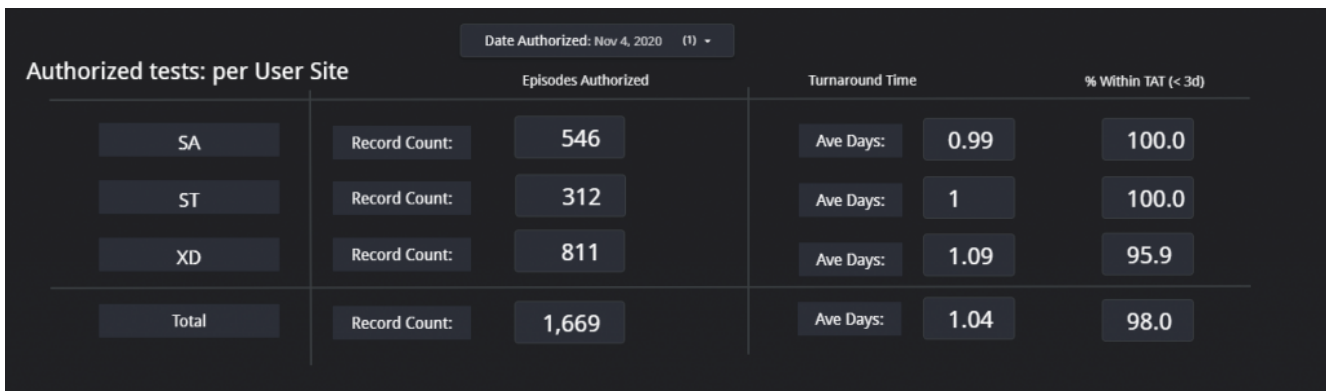 Date Authorized: Nov 4, 2020 (1)
Authorized tests: per User Site
Episodes Authorized Turnaround Time % Within TAT (< 3d)
SA Record Count: 546 Ave Days: 0.99 100.0
ST Record Count: 312 Ave Days: 1 100.0
XD Record Count: 811 Ave Days: 1.09 95.9
Total Record Count: 1,669 Ave Days: 1.04 98.0